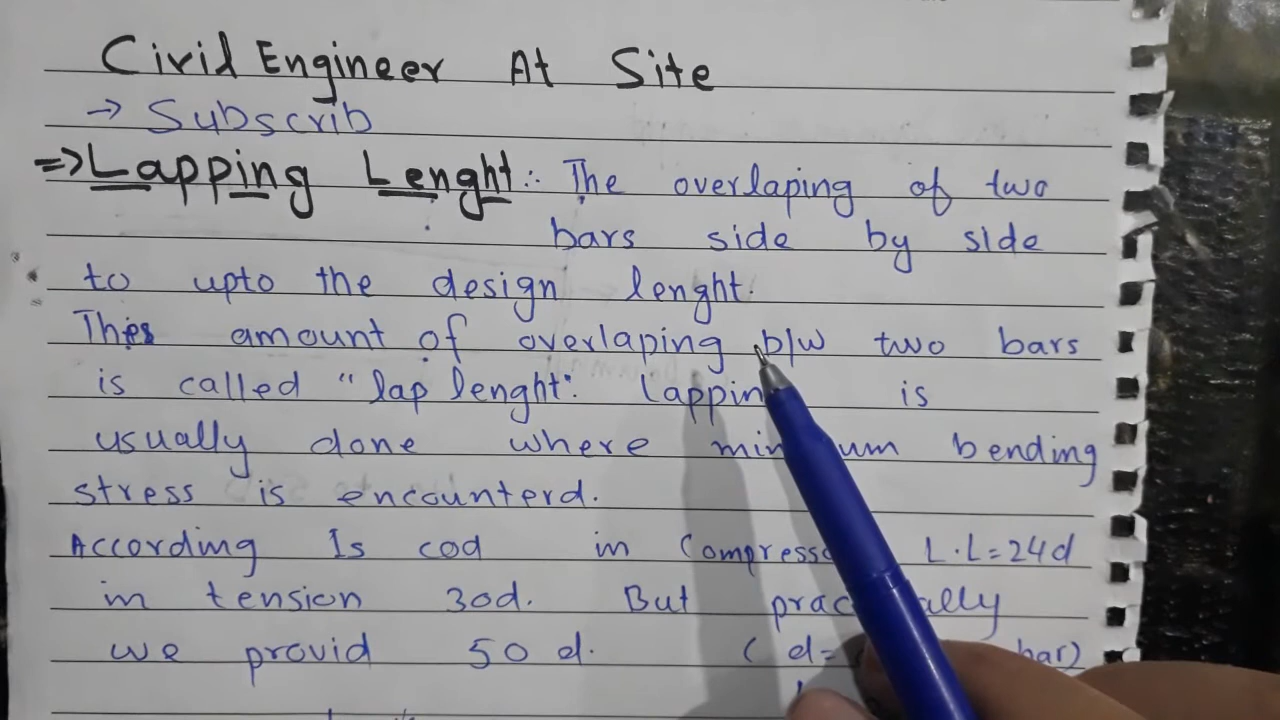 Civil Engineer At Site
→ Subscrib
⇒ Lapping Lenght :. The overlaping of two
bars side by side
to upto the design lenght.
This amount of overlaping b/w two bars
is called "lap lenght". Lappin is
usually done where min um bending
stress is encounterd.
According Is cod in Compress L.L=24d
in tension 30d. But prac ally
we provid 50 d. (d= bar)